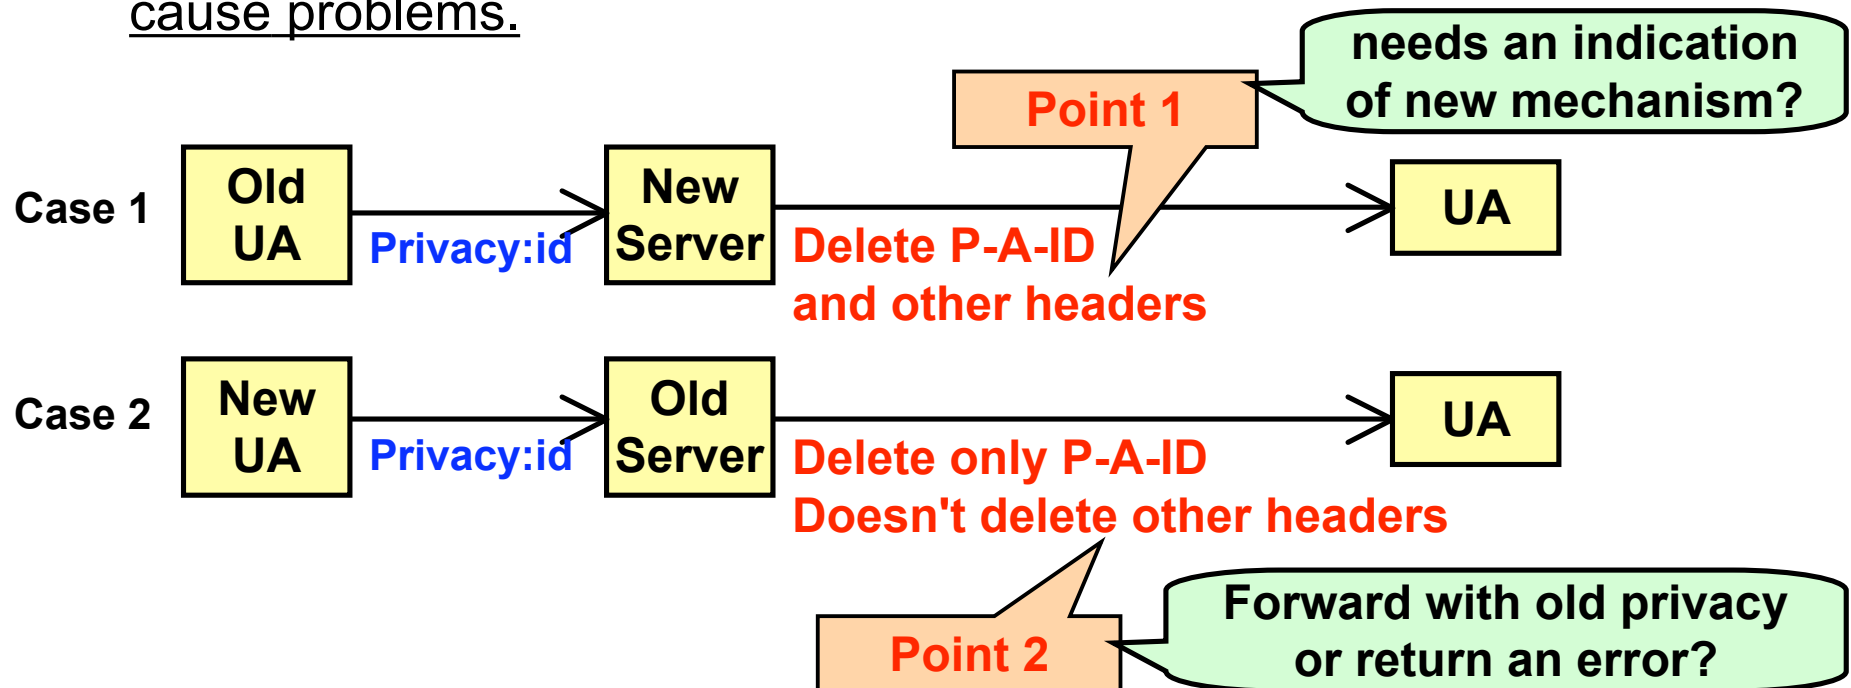 cause problems.
needs an indication
of new mechanism?
Point 1
Case 1
Old
UA
Privacy:id
New
Server
Delete P-A-ID
and other headers
UA
Case 2
New
UA
Privacy:id
Old
Server
Delete only P-A-ID
Doesn't delete other headers
UA
Point 2
Forward with old privacy
or return an error?